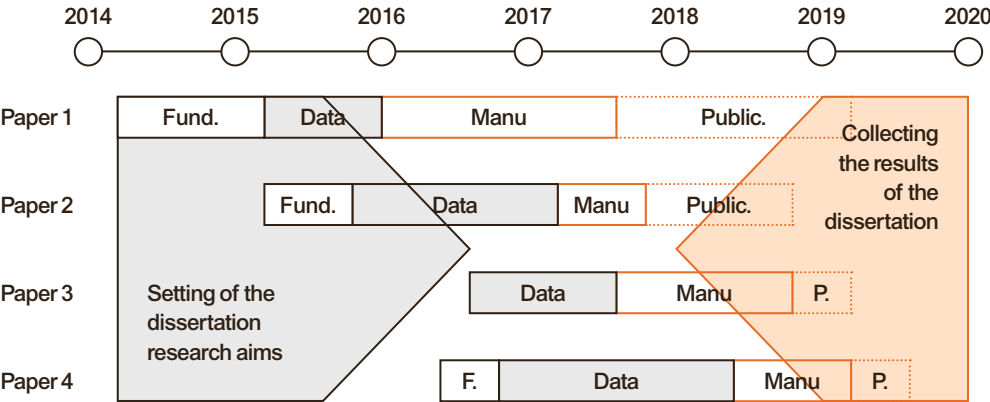 2014 2015 2016 2017 2018 2019 2020
Paper 1 Fund. Data Manu Public.
Collecting
the results
of the
dissertation
Paper 2 Fund. Data Manu Public.
Paper 3 Data Manu P.
Setting of the
dissertation
research aims
Paper 4 F. Data Manu P.